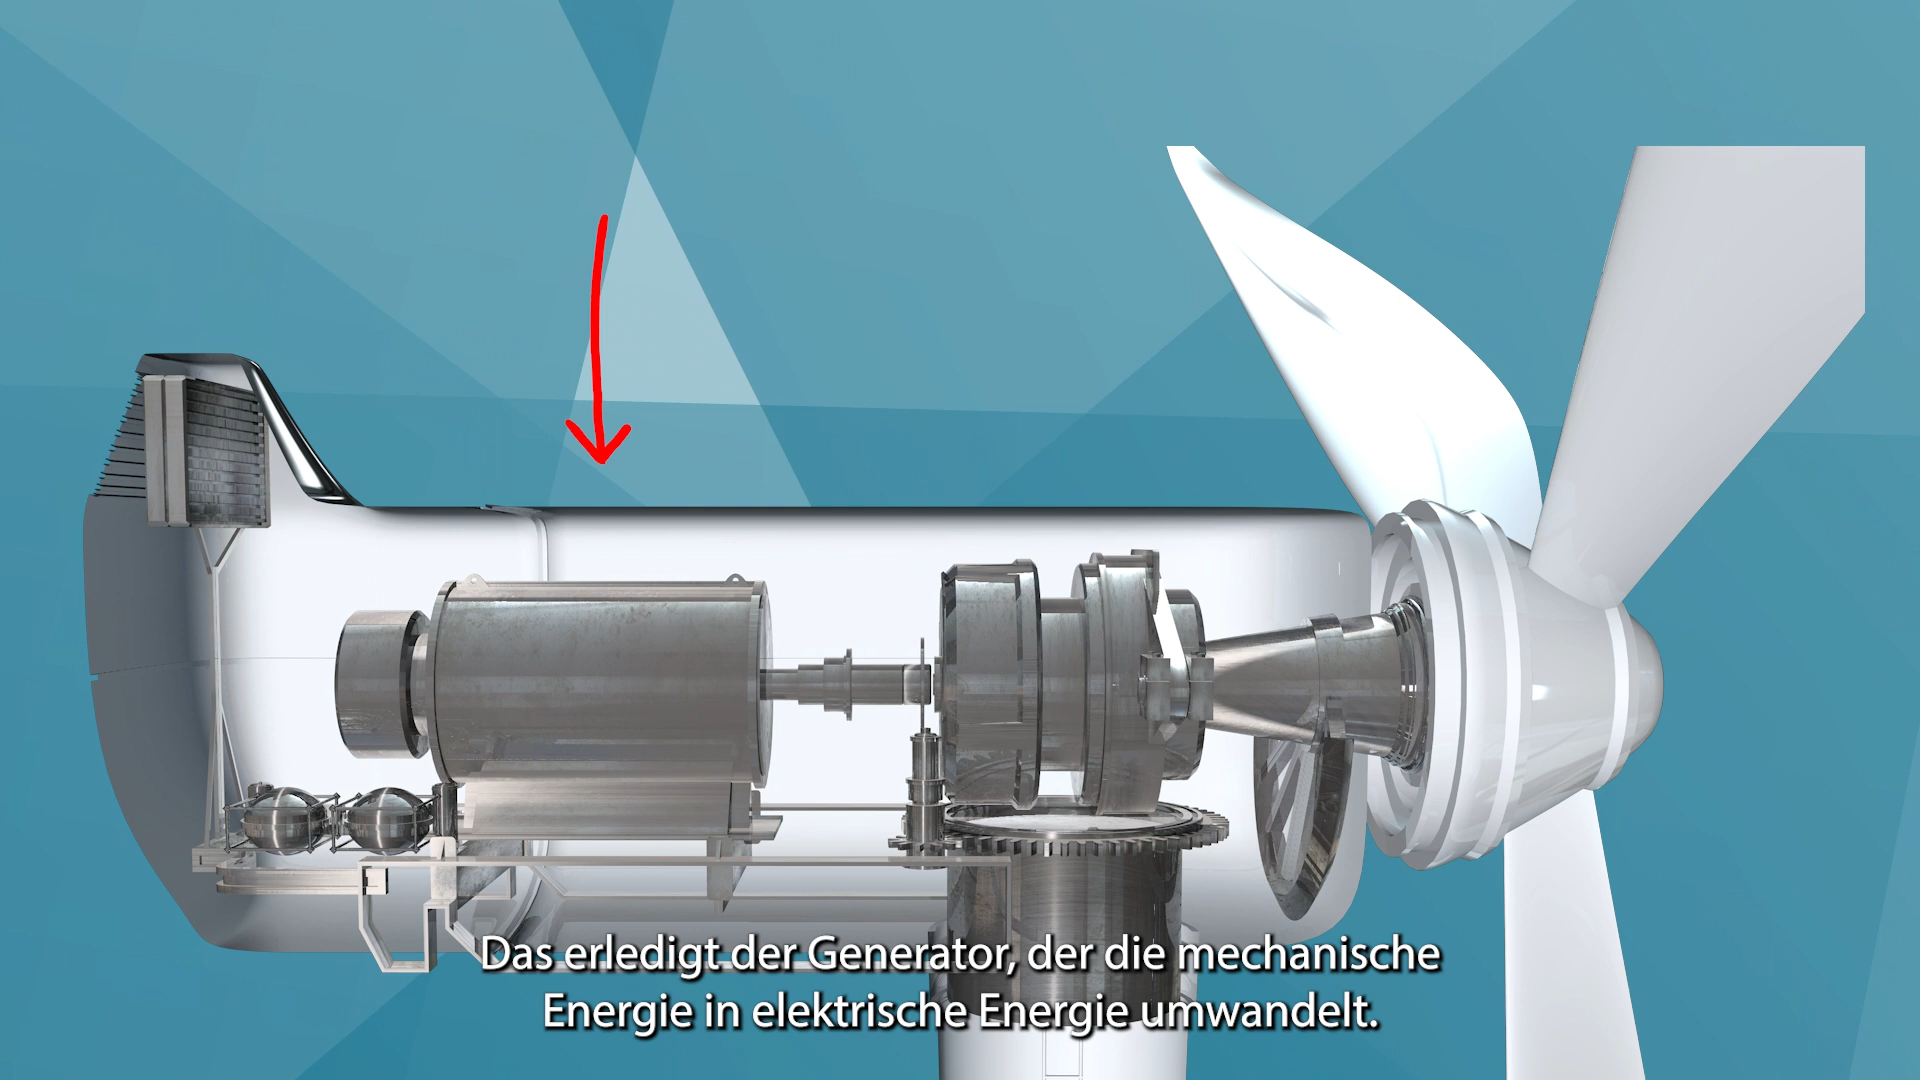 Das erledigt der Generator, der die mechanische
Energie in elektrische Energie umwandelt.